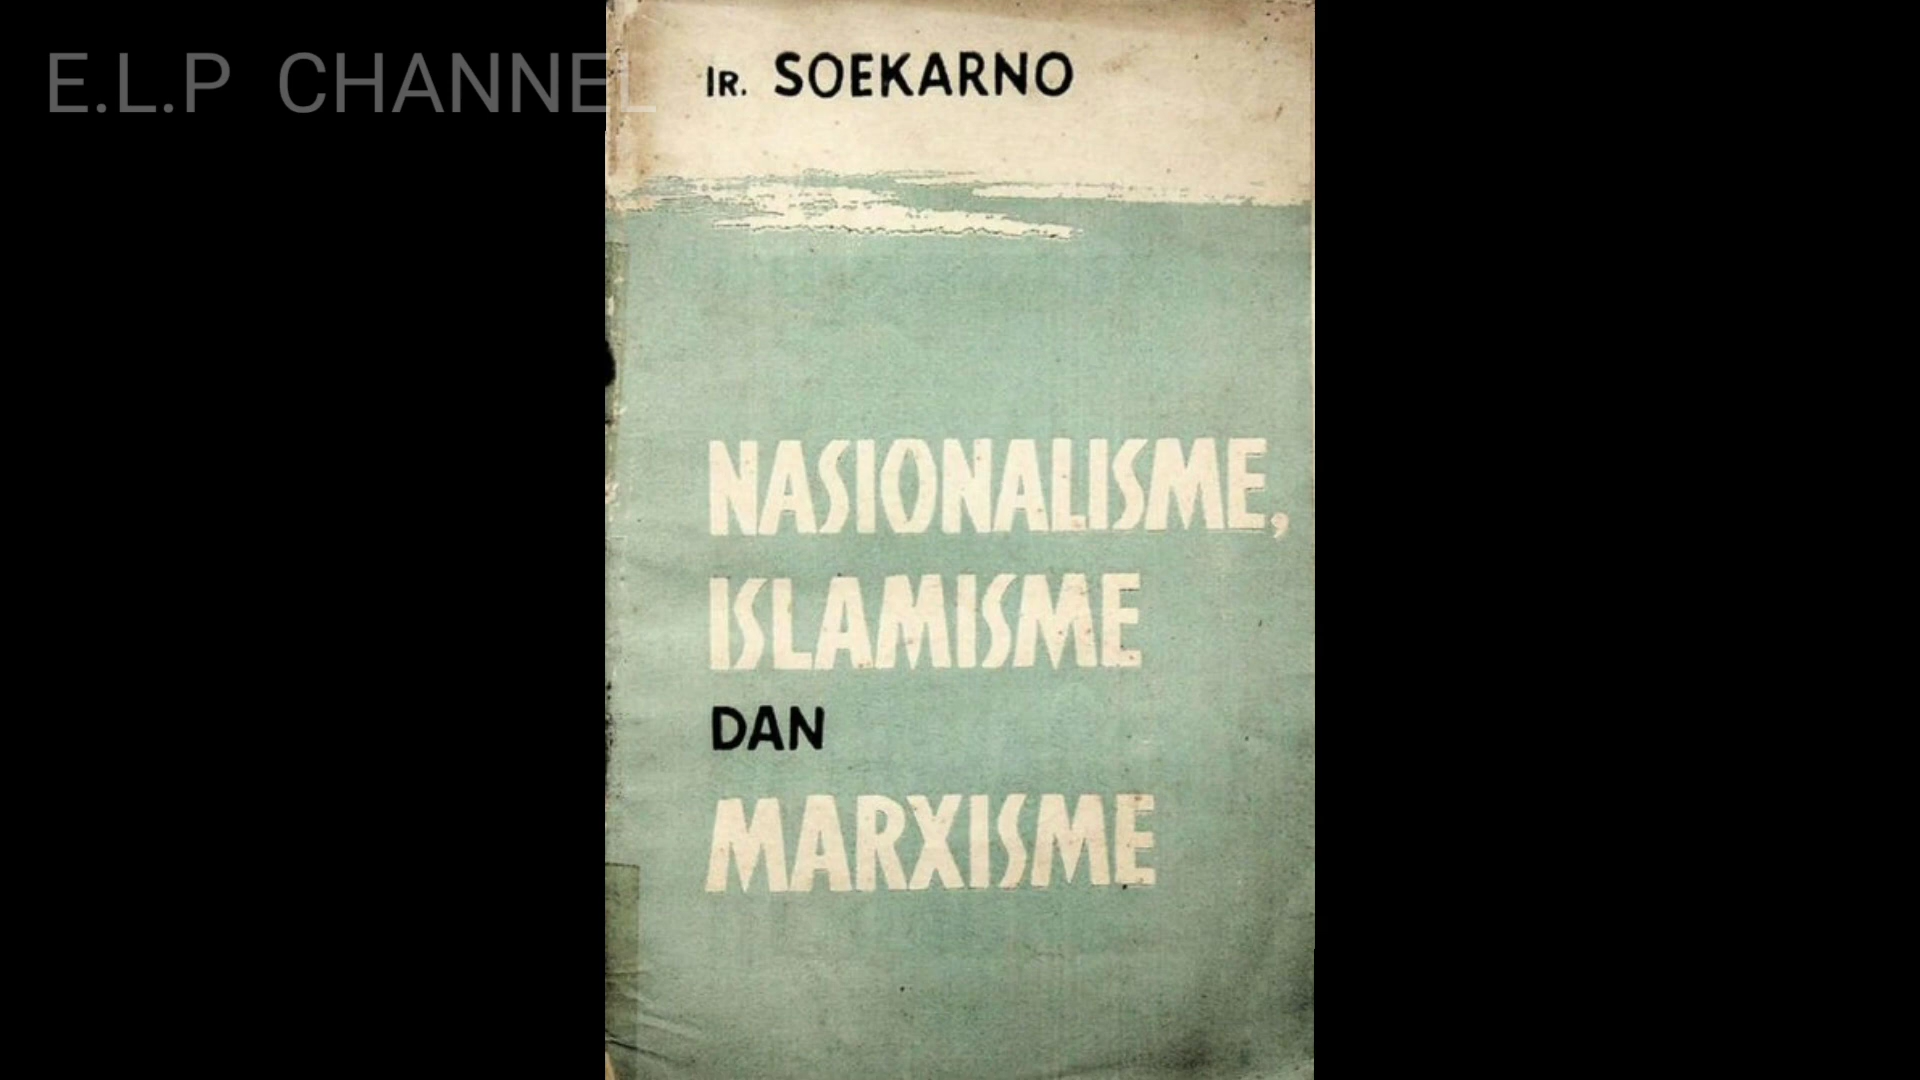 E.L.P CHANNEL
Ir. SOEKARNO
NASIONALISME,
ISLAMISME
DAN
MARXISME